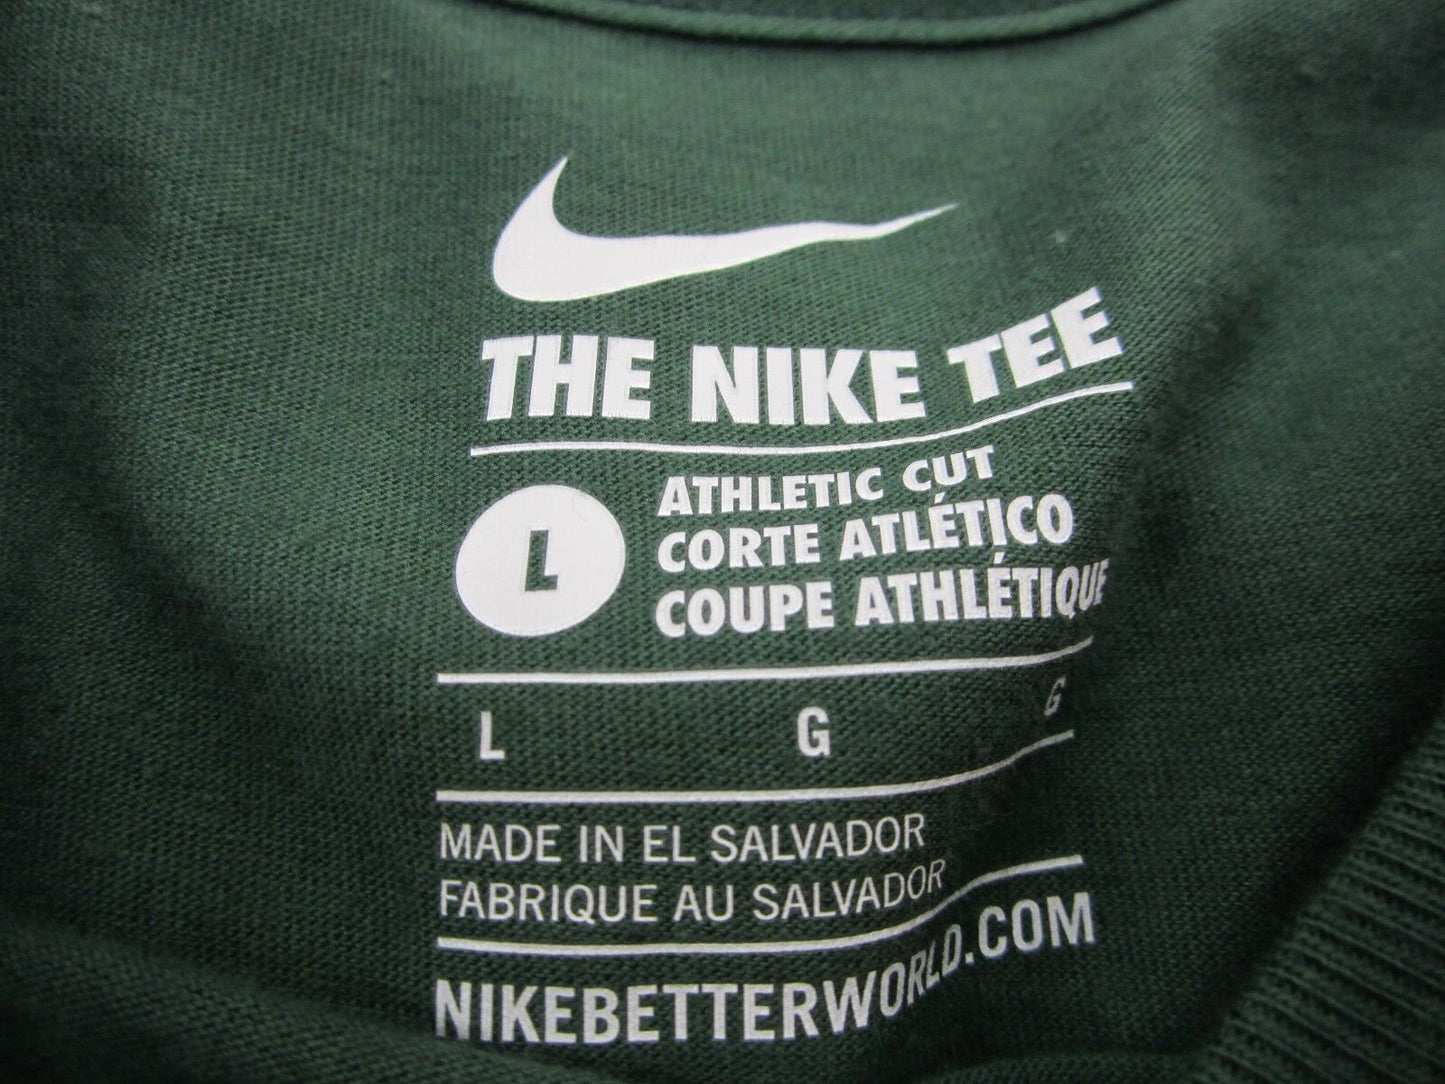 THE NIKE TEE
L
ATHLETIC CUT
CORTE ATLÉTICO
COUPE ATHLÉTIQUE
L G G
MADE IN EL SALVADOR
FABRIQUE AU SALVADOR
NIKEBETTERWORLD.COM